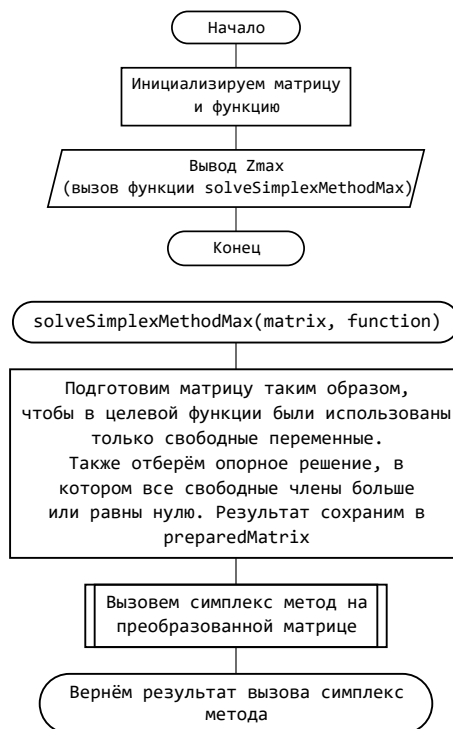 Начало
Инициализируем матрицу
и функцию
Вывод Zmax
(вызов функции solveSimplexMethodMax)
Конец
solveSimplexMethodMax(matrix, function)
Подготовим матрицу таким образом,
чтобы в целевой функции были использованы
только свободные переменные.
Также отберём опорное решение, в
котором все свободные члены больше
или равны нулю. Результат сохраним в
preparedMatrix
Вызовем симплекс метод на
преобразованной матрице
Вернём результат вызова симплекс
метода